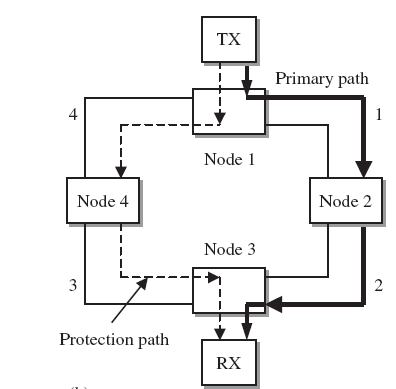 TX
Primary path
4
1
Node 1
Node 4
Node 2
Node 3
3
2
Protection path
RX